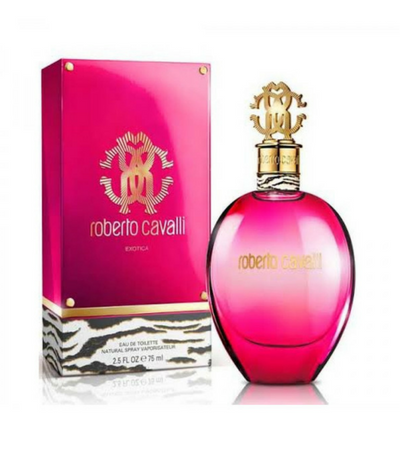 roberto cavalli
EXOTICA
EAU DE TOILETTE
NATURAL SPRAY VAPORISATEUR
2.5 FL OZ e 75 ml
roberto cavalli